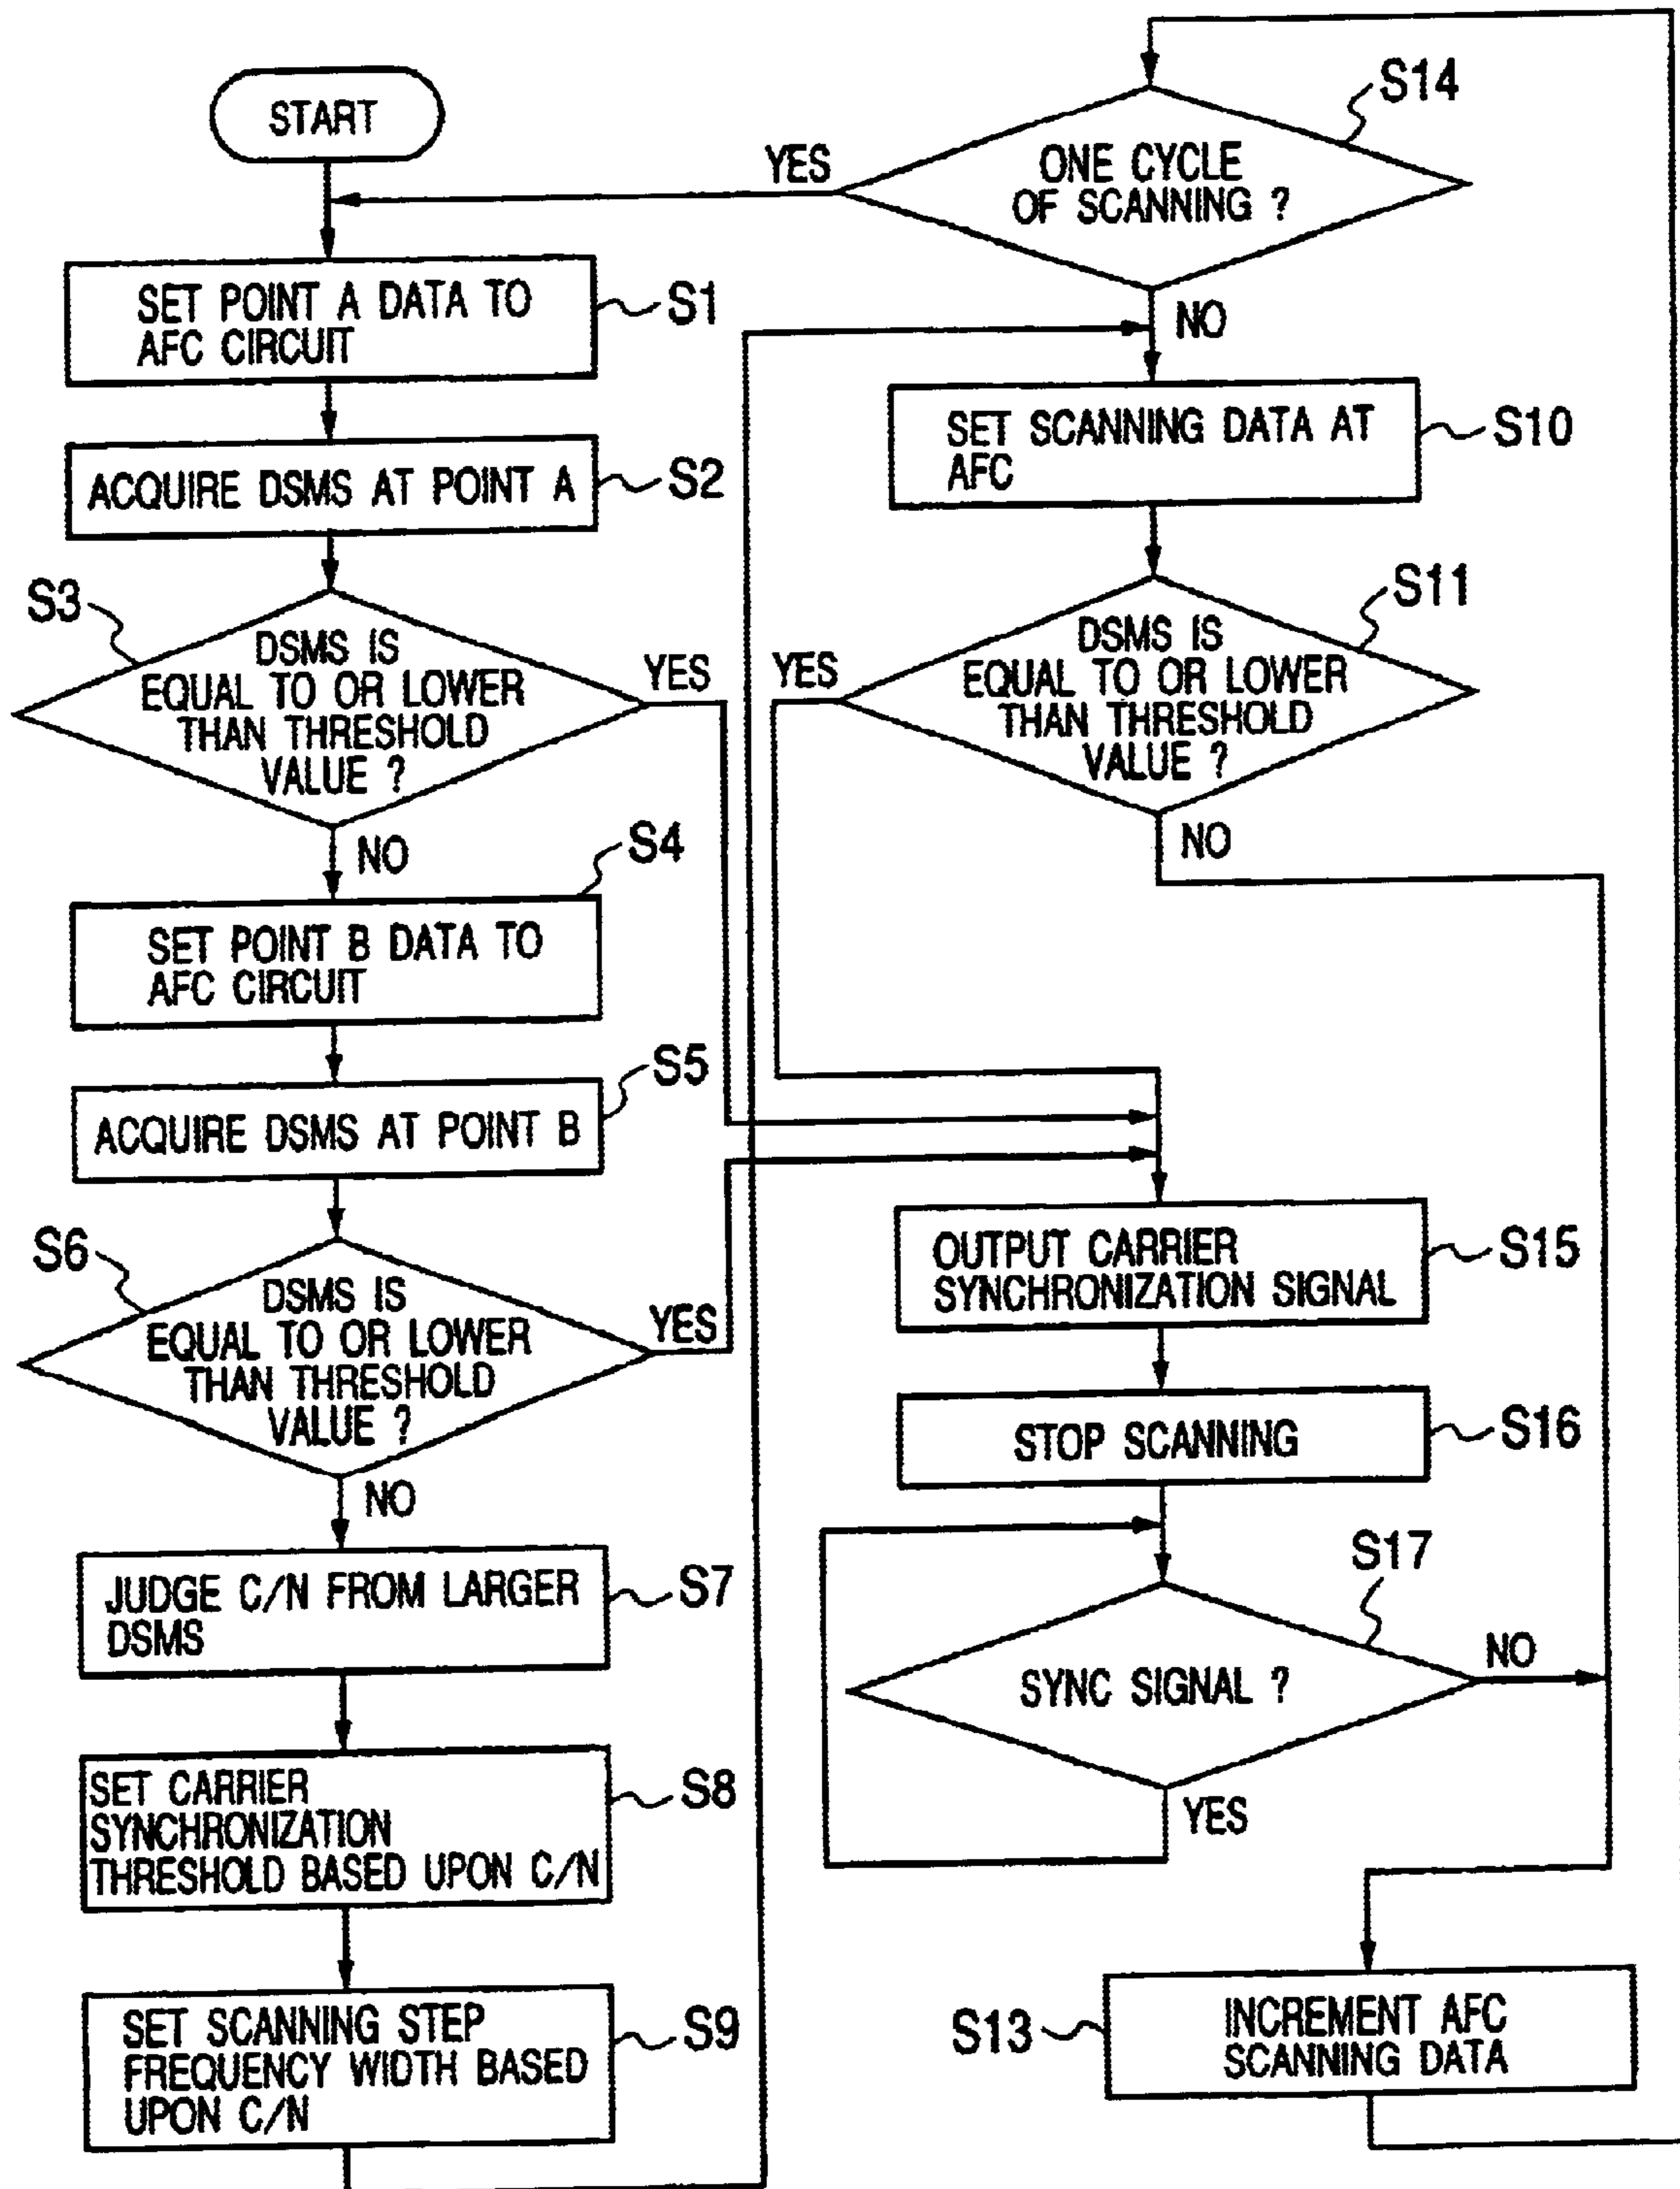 START
SET POINT A DATA TO
AFC CIRCUIT
S1
ACQUIRE DSMS AT POINT A
S2
S3
DSMS IS
EQUAL TO OR LOWER
THAN THRESHOLD
VALUE ?
YES
NO
S4
SET POINT B DATA TO
AFC CIRCUIT
S5
ACQUIRE DSMS AT POINT B
S6
DSMS IS
EQUAL TO OR LOWER
THAN THRESHOLD
VALUE ?
YES
NO
JUDGE C/N FROM LARGER
DSMS
S7
SET CARRIER
SYNCHRONIZATION
THRESHOLD BASED UPON C/N
S8
SET SCANNING STEP
FREQUENCY WIDTH BASED
UPON C/N
S9
S14
YES
ONE CYCLE
OF SCANNING ?
NO
SET SCANNING DATA AT
AFC
S10
S11
YES
DSMS IS
EQUAL TO OR LOWER
THAN THRESHOLD
VALUE ?
NO
OUTPUT CARRIER
SYNCHRONIZATION SIGNAL
S15
STOP SCANNING
S16
S17
SYNC SIGNAL ?
NO
YES
S13
INCREMENT AFC
SCANNING DATA